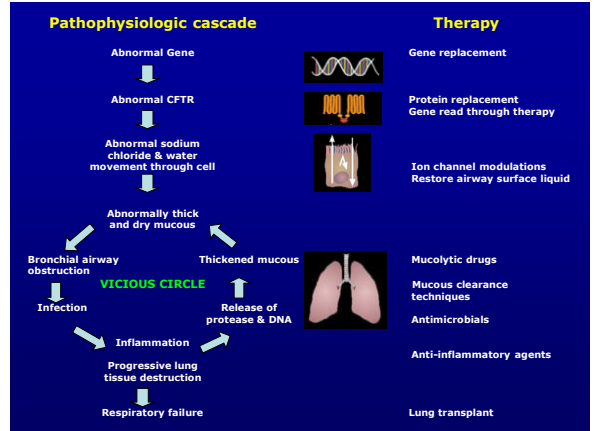 Pathophysiologic cascade
Therapy
Abnormal Gene
Gene replacement
Abnormal CFTR
Protein replacement
Gene read through therapy
Abnormal sodium
chloride & water
movement through cell
Ion channel modulations
Restore airway surface liquid
Abnormally thick
and dry mucous
Bronchial airway
obstruction
Thickened mucous
Mucolytic drugs
VICIOUS CIRCLE
Mucous clearance
techniques
Infection
Release of
protease & DNA
Antimicrobials
Inflammation
Anti-inflammatory agents
Progressive lung
tissue destruction
Respiratory failure
Lung transplant